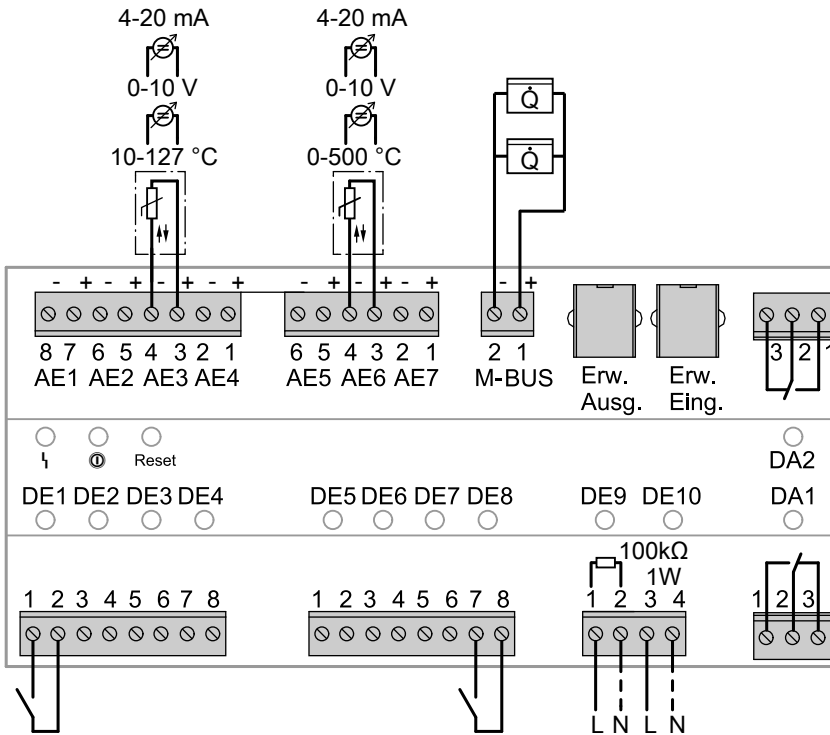 4-20 mA 4-20 mA
0-10 V 0-10 V
10-127 °C 0-500 °C
Q̇
Q̇
- + - + - + - + - + - + - + - +
8 7 6 5 4 3 2 1 6 5 4 3 2 1 2 1 3 2 1
AE1 AE2 AE3 AE4 AE5 AE6 AE7 M-BUS Erw. Erw.
Ausg. Eing.
Reset DA2
DE1 DE2 DE3 DE4 DE5 DE6 DE7 DE8 DE9 DE10 DA1
100kΩ
1W
1 2 3 4 5 6 7 8 1 2 3 4 5 6 7 8 1 2 3 4 1 2 3
L N L N